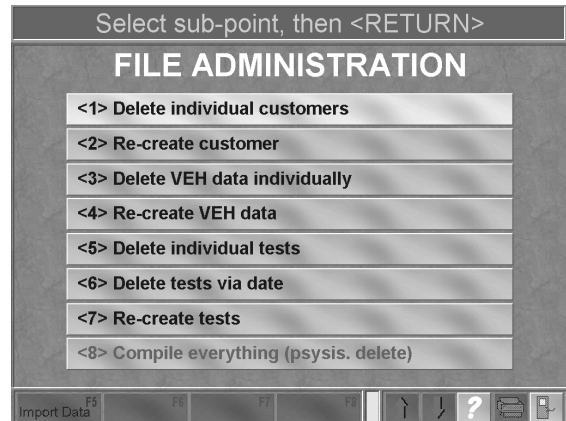 Select sub-point, then <RETURN>
FILE ADMINISTRATION
<1> Delete individual customers
<2> Re-create customer
<3> Delete VEH data individually
<4> Re-create VEH data
<5> Delete individual tests
<6> Delete tests via date
<7> Re-create tests
<8> Compile everything (psysis. delete)
F5 F6 F7 F8
Import Data ?